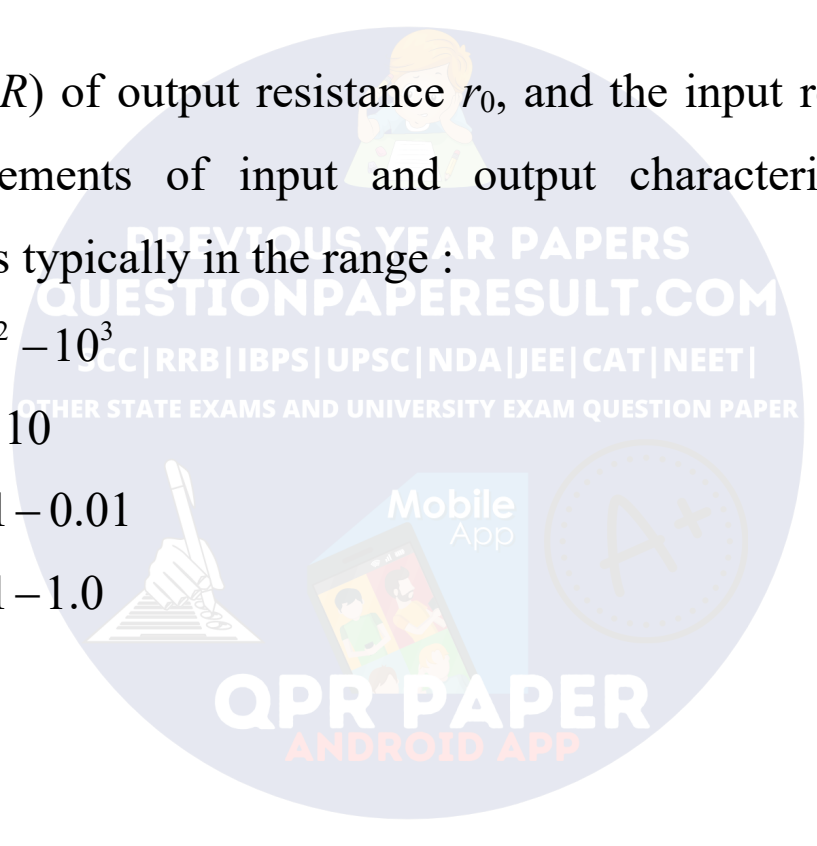 R) of output resistance r₀, and the input r
ements of input and output characteri
s typically in the range :
PREVIOUS YEAR PAPERS
QUESTIONPAPERESULT.COM
² – 10³
SCC|RRB|IBPS|UPSC|NDA|JEE|CAT|NEET|
OTHER STATE EXAMS AND UNIVERSITY EXAM QUESTION PAPER
10
1 – 0.01
Mobile
App
A+
1 – 1.0
QPR PAPER
ANDROID APP